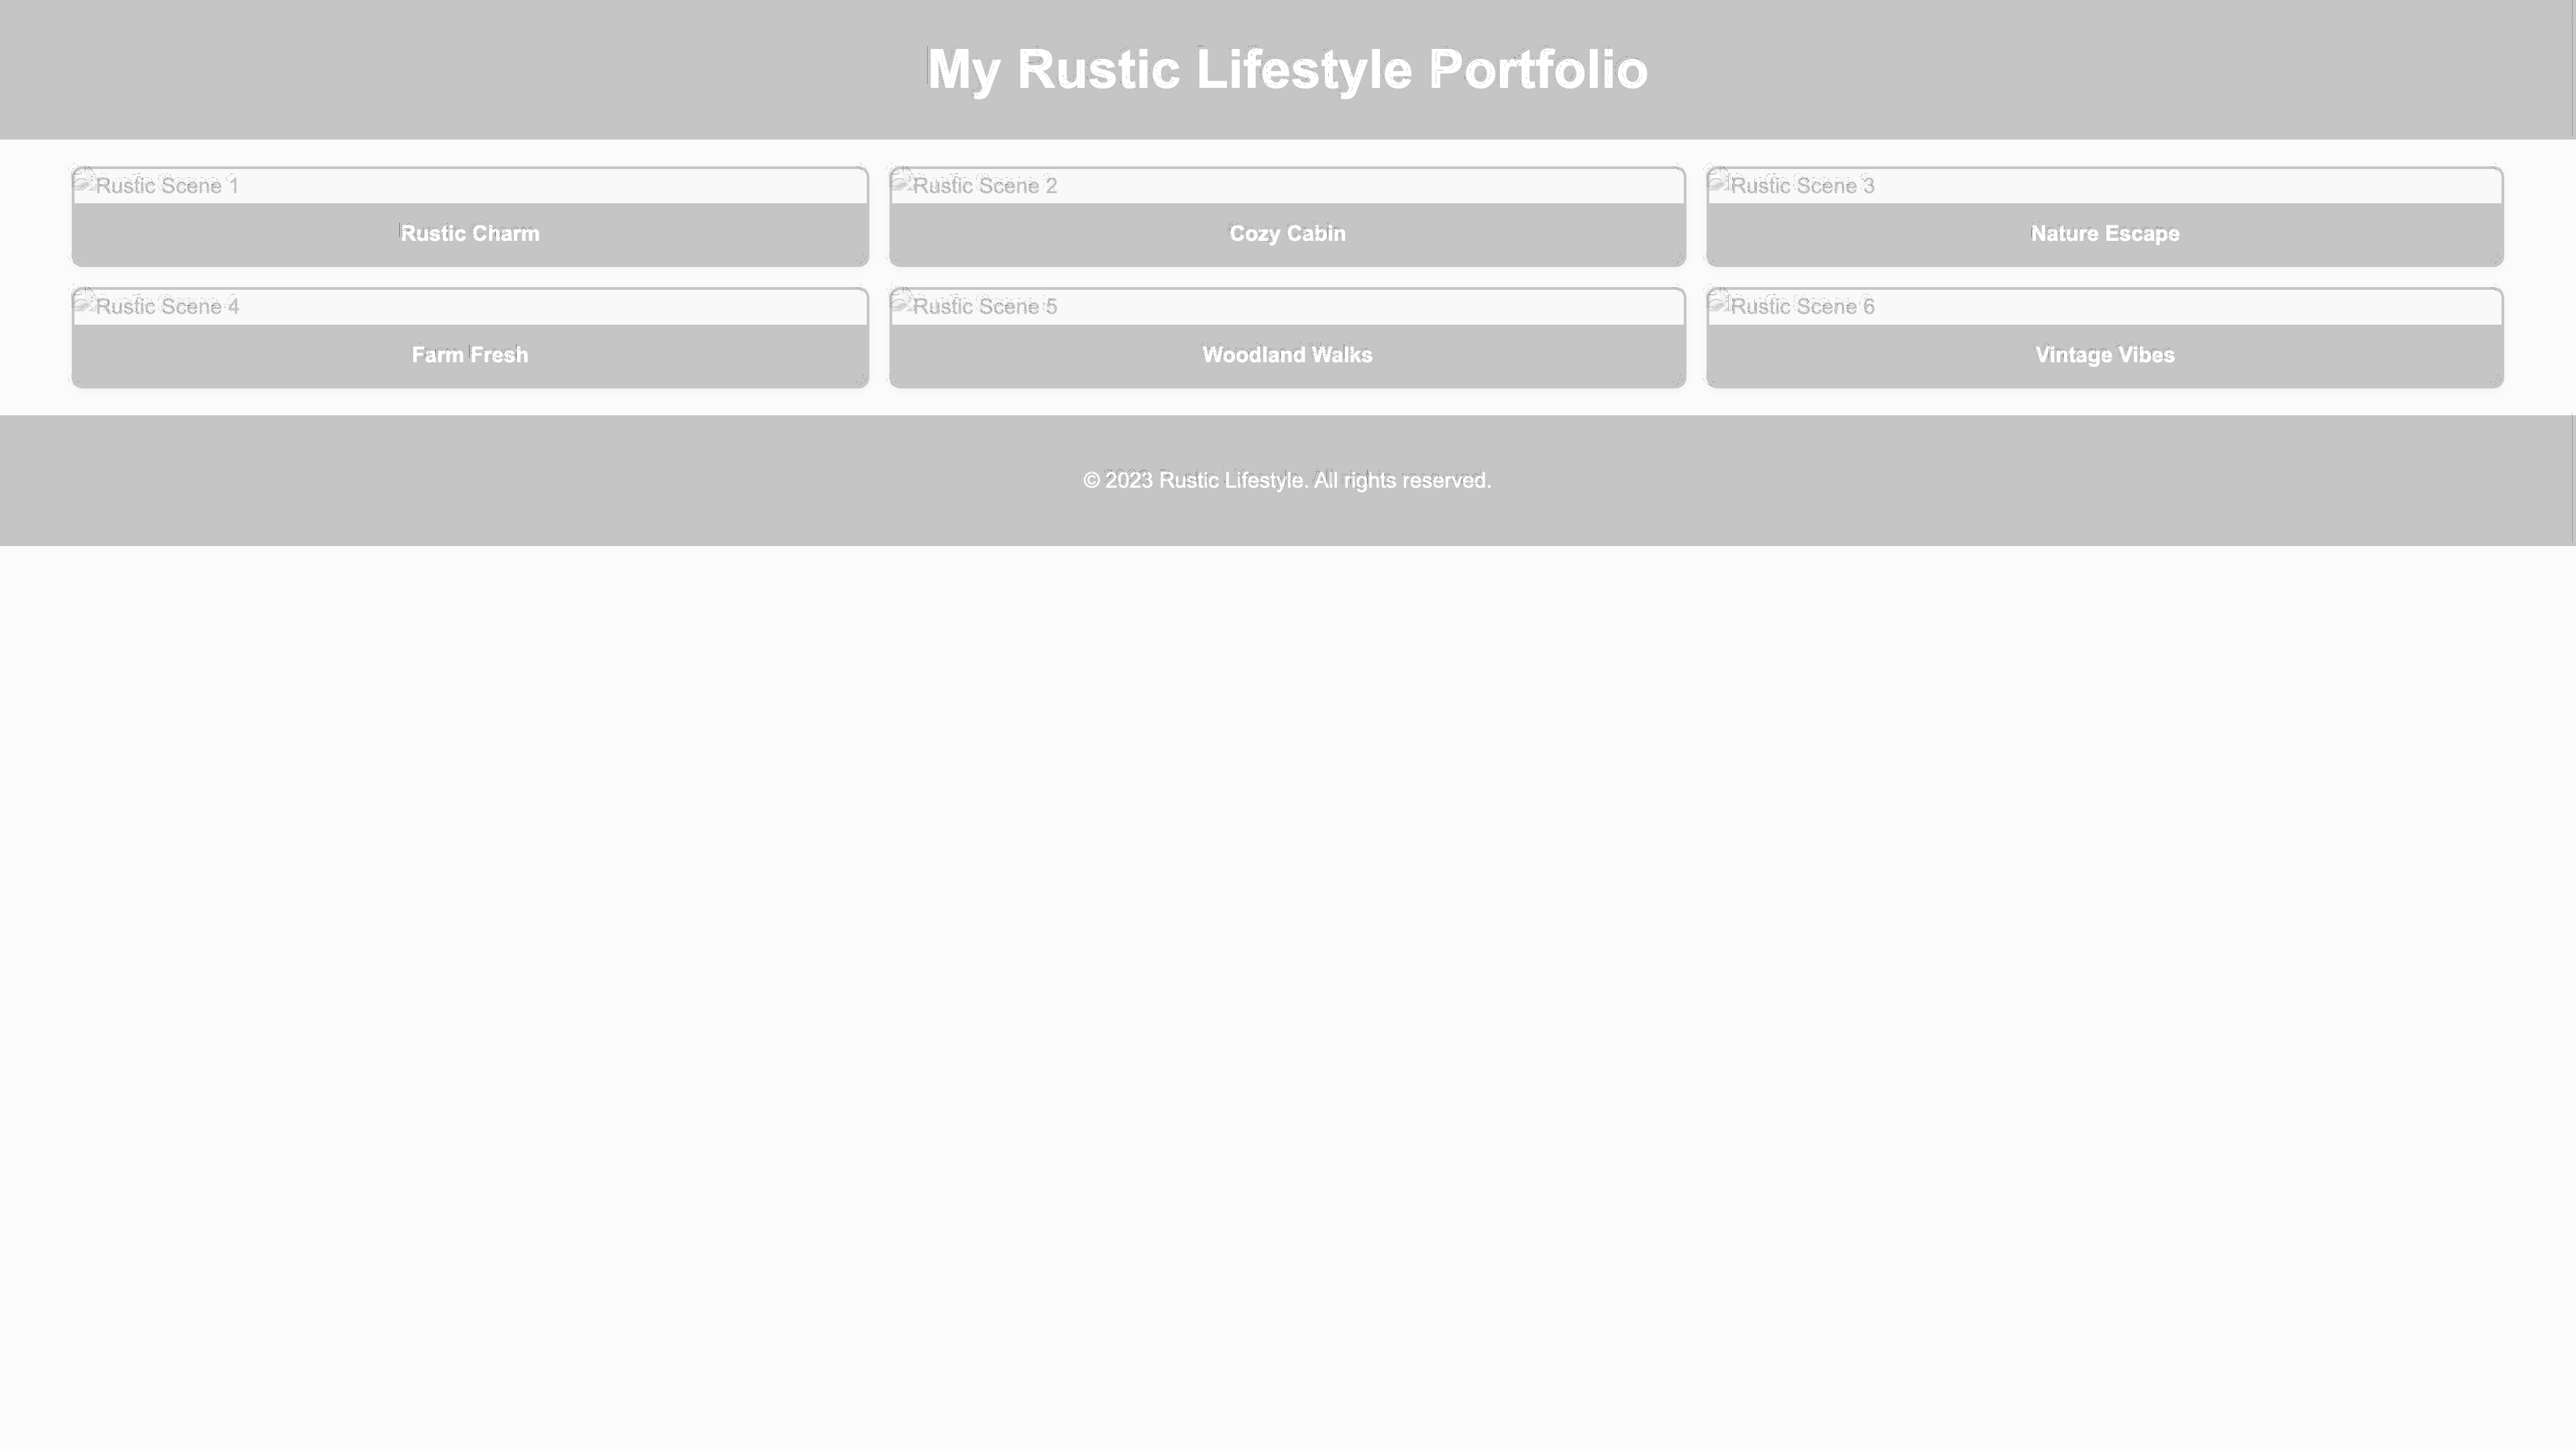 My Rustic Lifestyle Portfolio
Rustic Scene 1
Rustic Charm
Rustic Scene 2
Cozy Cabin
Rustic Scene 3
Nature Escape
Rustic Scene 4
Farm Fresh
Rustic Scene 5
Woodland Walks
Rustic Scene 6
Vintage Vibes
© 2023 Rustic Lifestyle. All rights reserved.